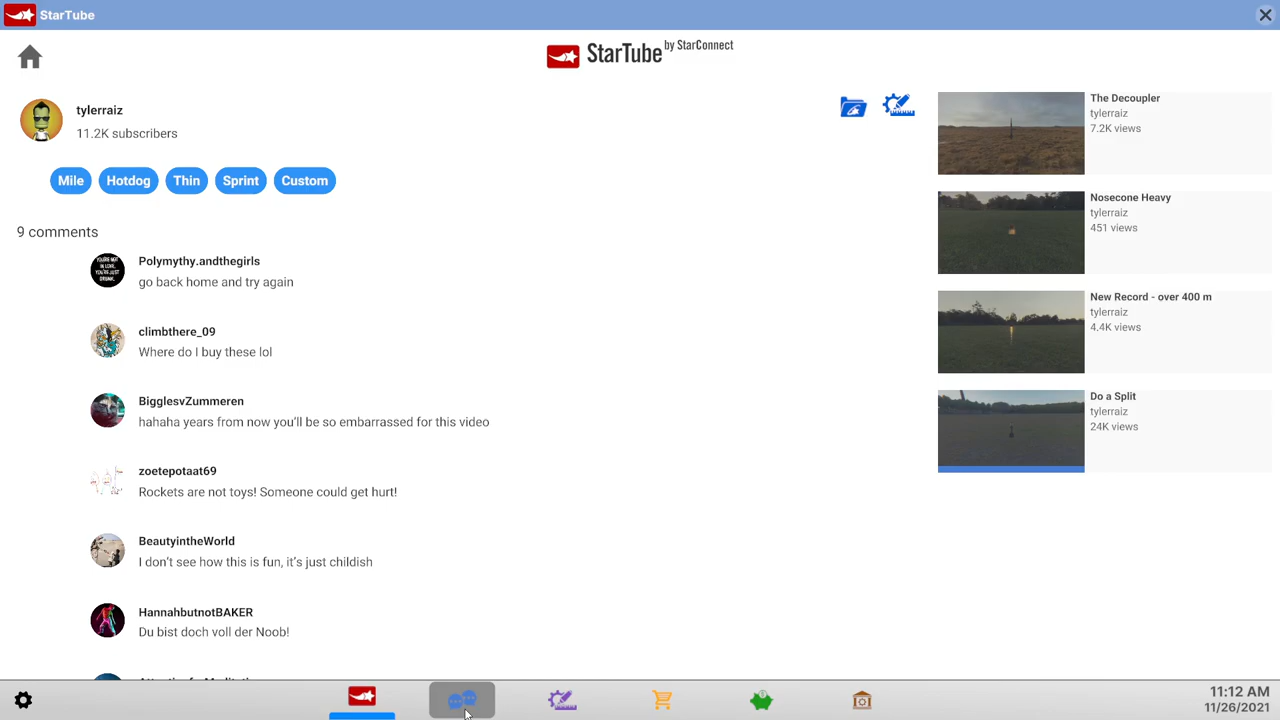 StarTube
StarTube by StarConnect
tylerraiz
11.2K subscribers
Mile Hotdog Thin Sprint Custom
9 comments
Polymythy.andthegirls
go back home and try again
climbthere_09
Where do I buy these lol
BigglesvZummeren
hahaha years from now you'll be so embarrassed for this video
zoetepotaat69
Rockets are not toys! Someone could get hurt!
BeautyintheWorld
I don't see how this is fun, it's just childish
HannahbutnotBAKER
Du bist doch voll der Noob!
The Decoupler
tylerraiz
7.2K views
Nosecone Heavy
tylerraiz
451 views
New Record - over 400 m
tylerraiz
4.4K views
Do a Split
tylerraiz
24K views
11:12 AM
11/26/2021